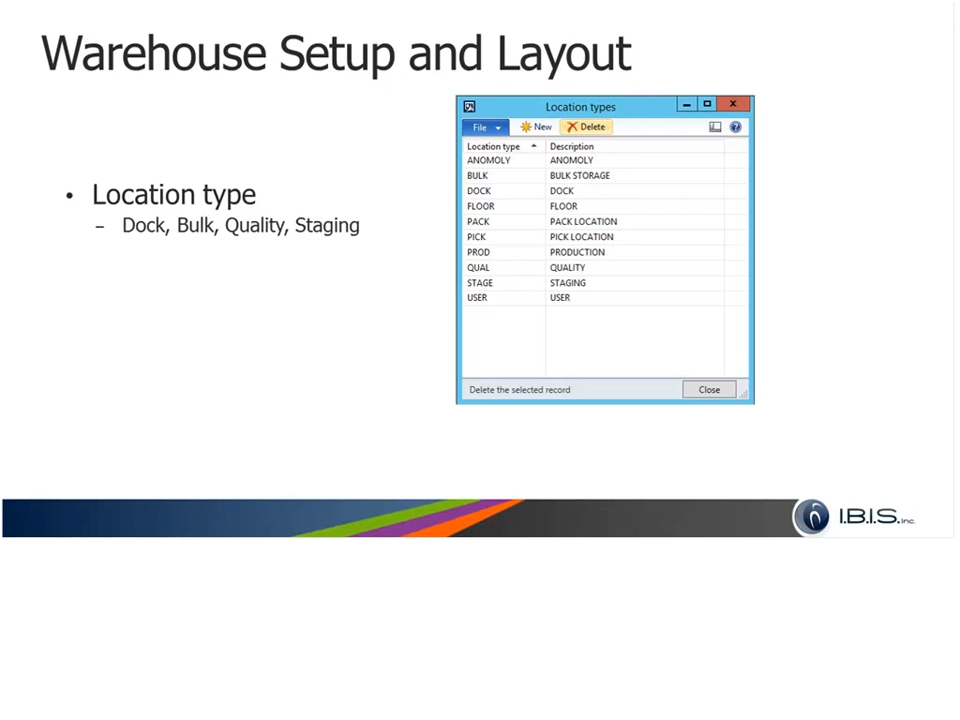 Warehouse Setup and Layout
• Location type
– Dock, Bulk, Quality, Staging
Location types
File New Delete
Location type Description
ANOMOLY ANOMOLY
BULK BULK STORAGE
DOCK DOCK
FLOOR FLOOR
PACK PACK LOCATION
PICK PICK LOCATION
PROD PRODUCTION
QUAL QUALITY
STAGE STAGING
USER USER
Delete the selected record Close
I.B.I.S. Inc.